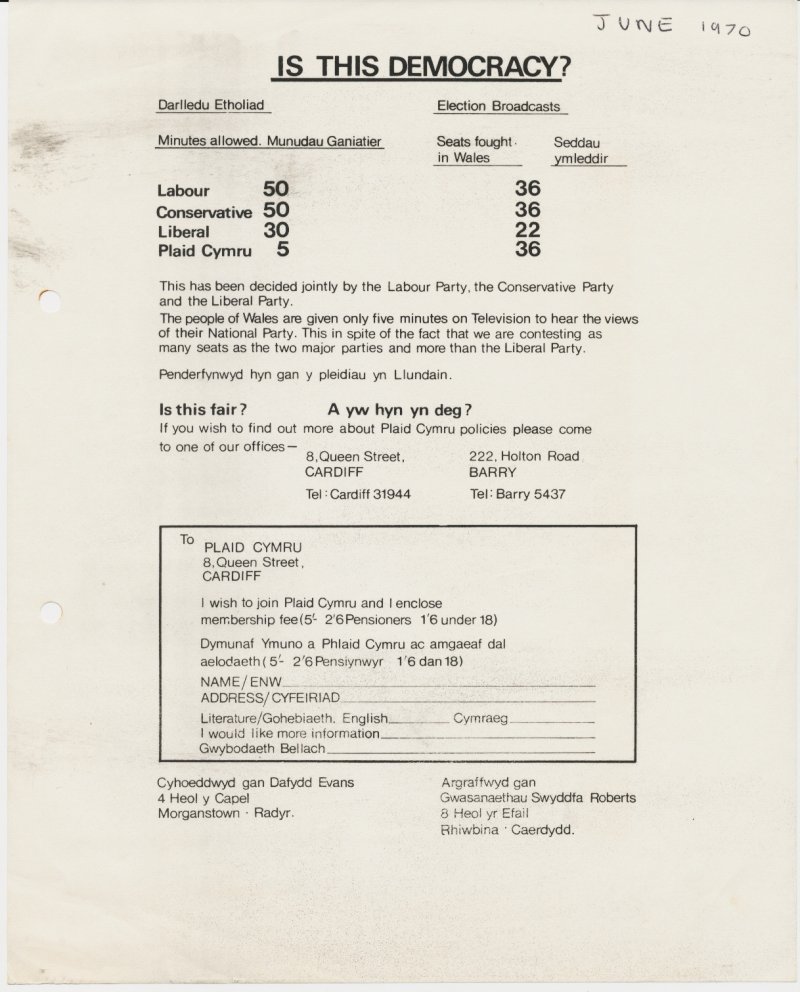 JUNE 1970
IS THIS DEMOCRACY?
Darlledu Etholiad Election Broadcasts
Minutes allowed. Munudau Ganiatier Seats fought. Seddau
in Wales ymleddir
Labour 50 36
Conservative 50 36
Liberal 30 22
Plaid Cymru 5 36
This has been decided jointly by the Labour Party, the Conservative Party
and the Liberal Party.
The people of Wales are given only five minutes on Television to hear the views
of their National Party. This in spite of the fact that we are contesting as
many seats as the two major parties and more than the Liberal Party.
Penderfynwyd hyn gan y pleidiau yn Llundain.
Is this fair? A yw hyn yn deg?
If you wish to find out more about Plaid Cymru policies please come
to one of our offices —
8, Queen Street, 222, Holton Road
CARDIFF BARRY
Tel: Cardiff 31944 Tel: Barry 5437
To PLAID CYMRU
8, Queen Street,
CARDIFF
I wish to join Plaid Cymru and I enclose
membership fee (5/- 2'6 Pensioners 1'6 under 18)
Dymunaf Ymuno a Phlaid Cymru ac amgaeaf dal
aelodaeth (5/- 2'6 Pensiynwyr 1'6 dan 18)
NAME/ENW
ADDRESS/CYFEIRIAD
Literature/Gohebiaeth. English Cymraeg
I would like more information
Gwybodaeth Bellach
Cyhoeddwyd gan Dafydd Evans
4 Heol y Capel
Morganstown · Radyr.
Argraffwyd gan
Gwasanaethau Swyddfa Roberts
8 Heol yr Efail
Rhiwbina · Caerdydd.